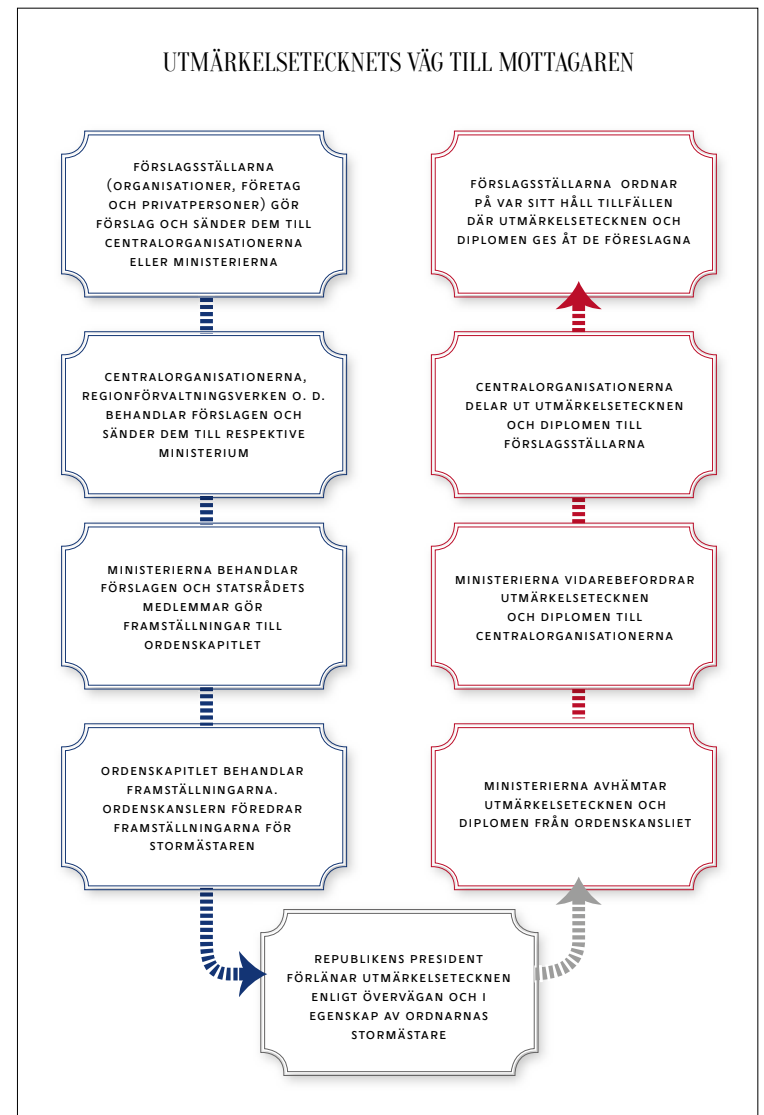 UTMÄRKELSETECKNETS VÄG TILL MOTTAGAREN
FÖRSLAGSSTÄLLARNA
(ORGANISATIONER, FÖRETAG
OCH PRIVATPERSONER) GÖR
FÖRSLAG OCH SÄNDER DEM TILL
CENTRALORGANISATIONERNA
ELLER MINISTERIERNA
CENTRALORGANISATIONERNA,
REGIONFÖRVALTNINGSVERKEN O. D.
BEHANDLAR FÖRSLAGEN OCH
SÄNDER DEM TILL RESPEKTIVE
MINISTERIUM
MINISTERIERNA BEHANDLAR
FÖRSLAGEN OCH STATSRÅDETS
MEDLEMMAR GÖR
FRAMSTÄLLNINGAR TILL
ORDENSKAPITLET
ORDENSKAPITLET BEHANDLAR
FRAMSTÄLLNINGARNA.
ORDENSKANSLERN FÖREDRAR
FRAMSTÄLLNINGARNA FÖR
STORMÄSTAREN
REPUBLIKENS PRESIDENT
FÖRLÄNAR UTMÄRKELSETECKNEN
ENLIGT ÖVERVÄGAN OCH I
EGENSKAP AV ORDNARNAS
STORMÄSTARE
MINISTERIERNA AVHÄMTAR
UTMÄRKELSETECKNEN OCH
DIPLOMEN FRÅN ORDENSKANSLIET
MINISTERIERNA VIDAREBEFORDRAR
UTMÄRKELSETECKNEN
OCH DIPLOMEN TILL
CENTRALORGANISATIONERNA
CENTRALORGANISATIONERNA
DELAR UT UTMÄRKELSETECKNEN
OCH DIPLOMEN TILL
FÖRSLAGSSTÄLLARNA
FÖRSLAGSSTÄLLARNA ORDNAR
PÅ VAR SITT HÅLL TILLFÄLLEN
DÄR UTMÄRKELSETECKNEN OCH
DIPLOMEN GES ÅT DE FÖRESLAGNA